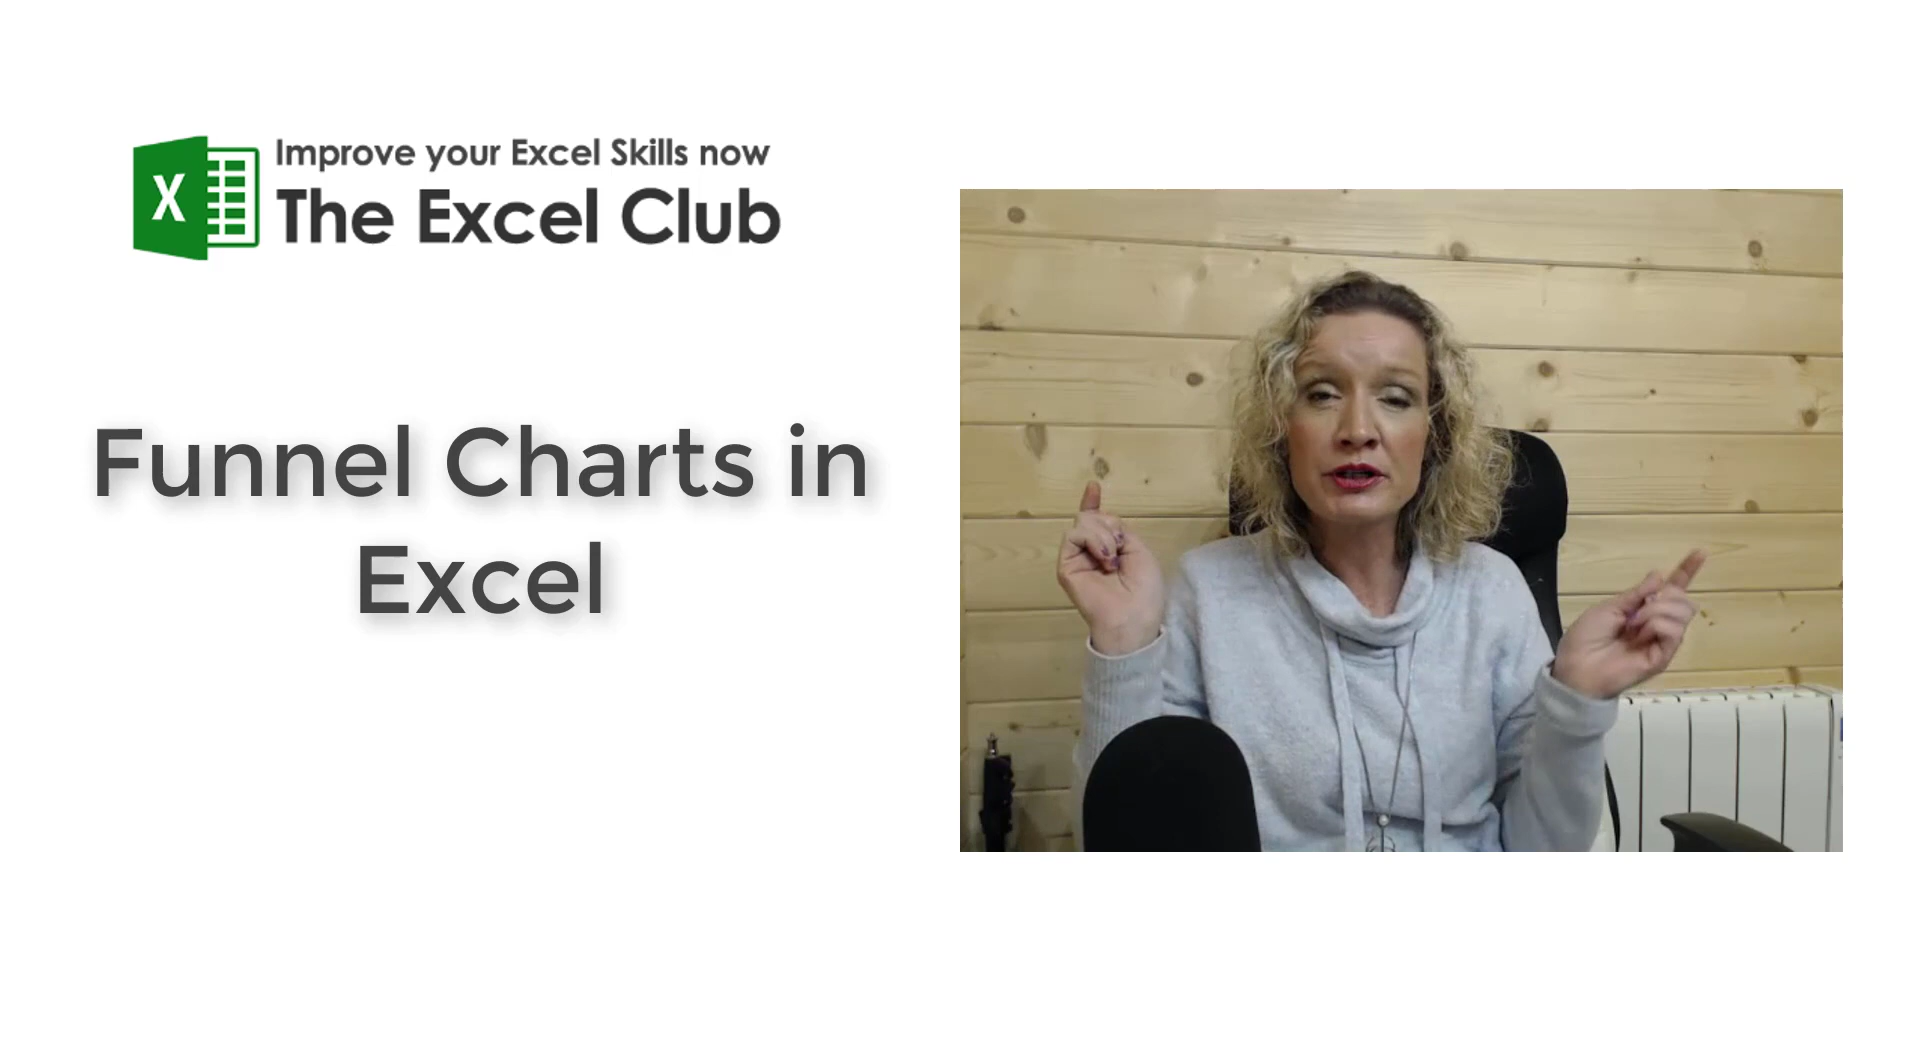 X
Improve your Excel Skills now
The Excel Club
Funnel Charts in
Excel